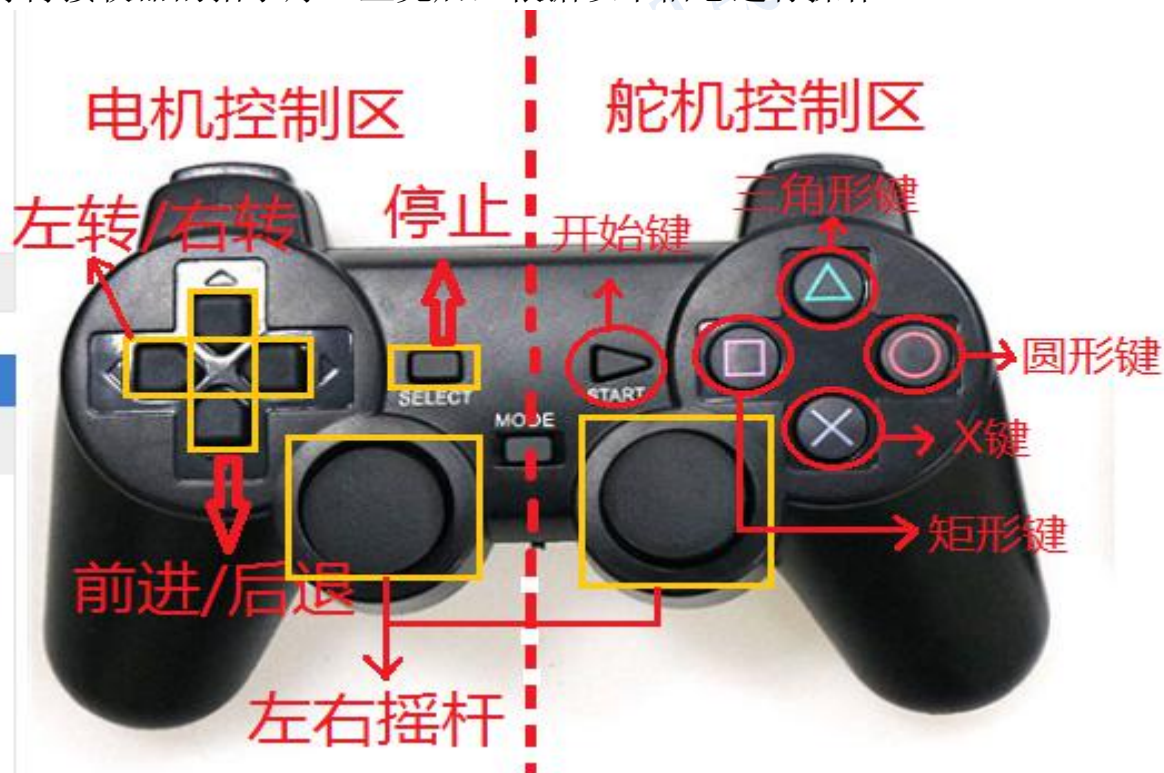 电机控制区
舵机控制区
左转/右转
停止
开始键
三角形键
圆形键
SELECT
START
MODE
X键
矩形键
前进/后退
左右摇杆